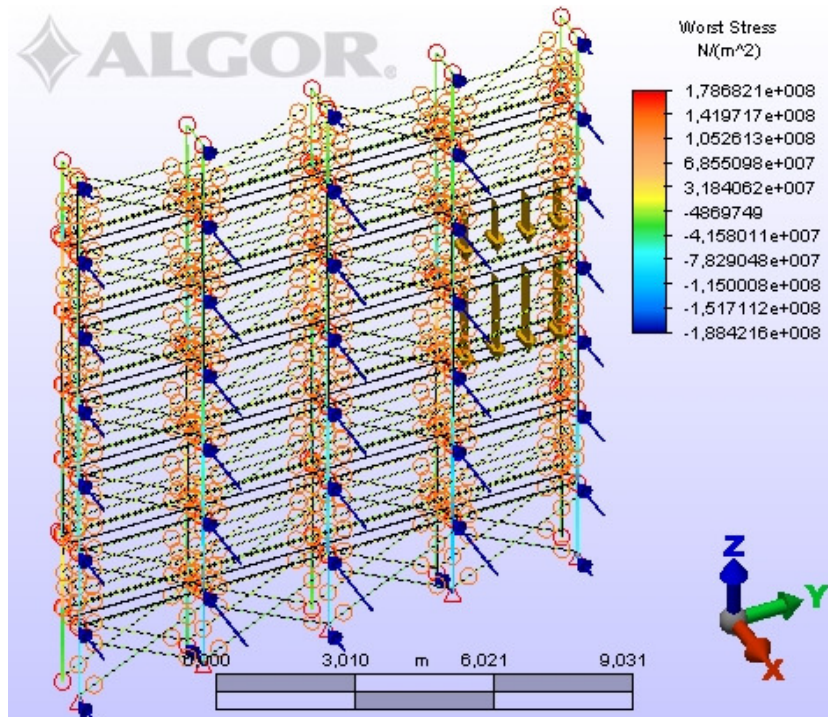 ALGOR®
Worst Stress
N/(m^2)
1,786821e+008
1,419717e+008
1,052613e+008
6,855098e+007
3,184062e+007
-4869749
-4,158011e+007
-7,829048e+007
-1,150008e+008
-1,517112e+008
-1,884216e+008
Z
Y
X
0,000 3,010 m 6,021 9,031